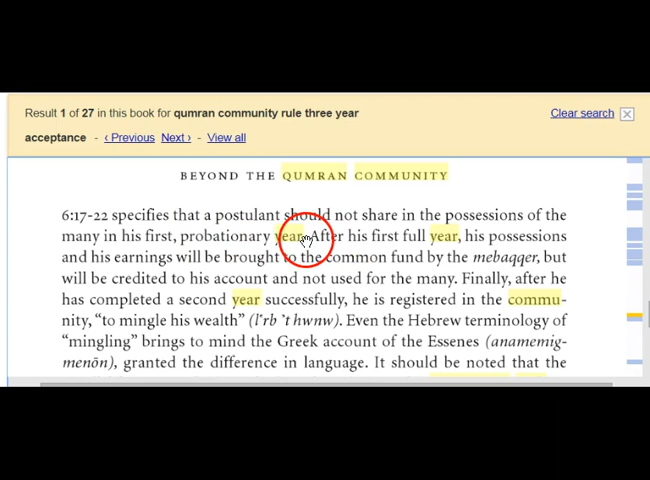 Result 1 of 27 in this book for qumran community rule three year
Clear search
acceptance - ‹ Previous Next › - View all
BEYOND THE QUMRAN COMMUNITY
6:17-22 specifies that a postulant should not share in the possessions of the
many in his first, probationary year. After his first full year, his possessions
and his earnings will be brought to the common fund by the mebaqqer, but
will be credited to his account and not used for the many. Finally, after he
has completed a second year successfully, he is registered in the commu-
nity, “to mingle his wealth” (lʿrb ʾt hwnw). Even the Hebrew terminology of
“mingling” brings to mind the Greek account of the Essenes (anamemig-
menōn), granted the difference in language. It should be noted that the